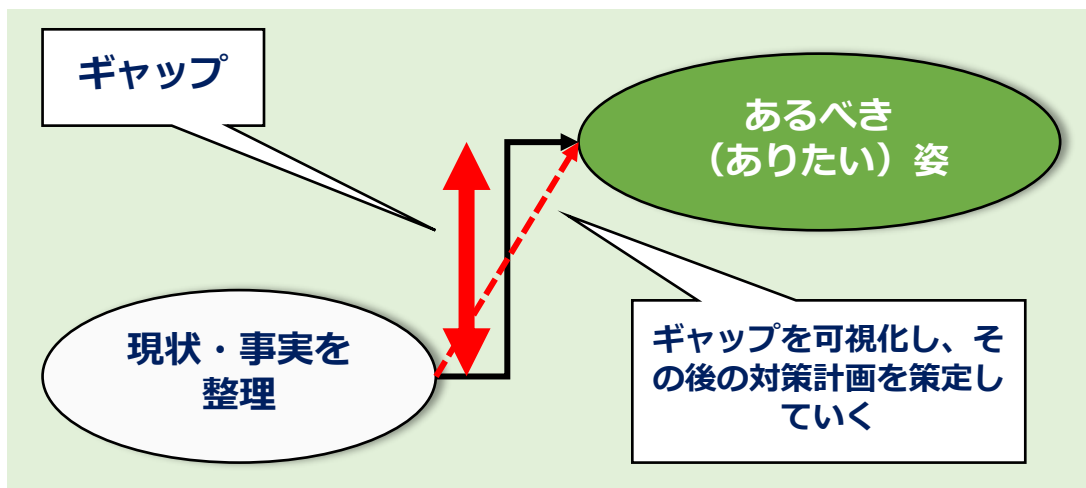 ギャップ
あるべき
（ありたい）姿
現状・事実を
整理
ギャップを可視化し、そ
の後の対策計画を策定し
ていく